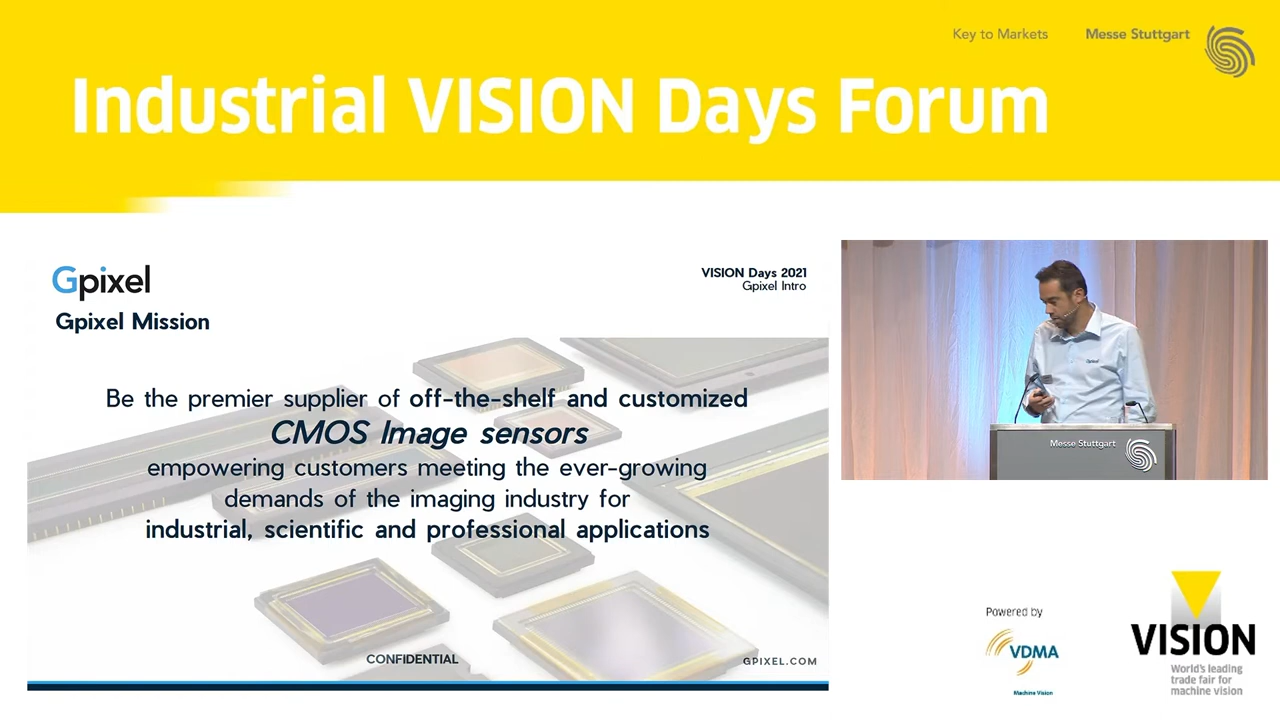 Key to Markets
Messe Stuttgart
Industrial VISION Days Forum
Gpixel
VISION Days 2021
Gpixel Intro
Gpixel Mission
Be the premier supplier of off-the-shelf and customized
CMOS Image sensors
empowering customers meeting the ever-growing
demands of the imaging industry for
industrial, scientific and professional applications
CONFIDENTIAL
GPIXEL.COM
Gpixel
Messe Stuttgart
Powered by
VDMA
Machine Vision
VISION
World's leading
trade fair for
machine vision